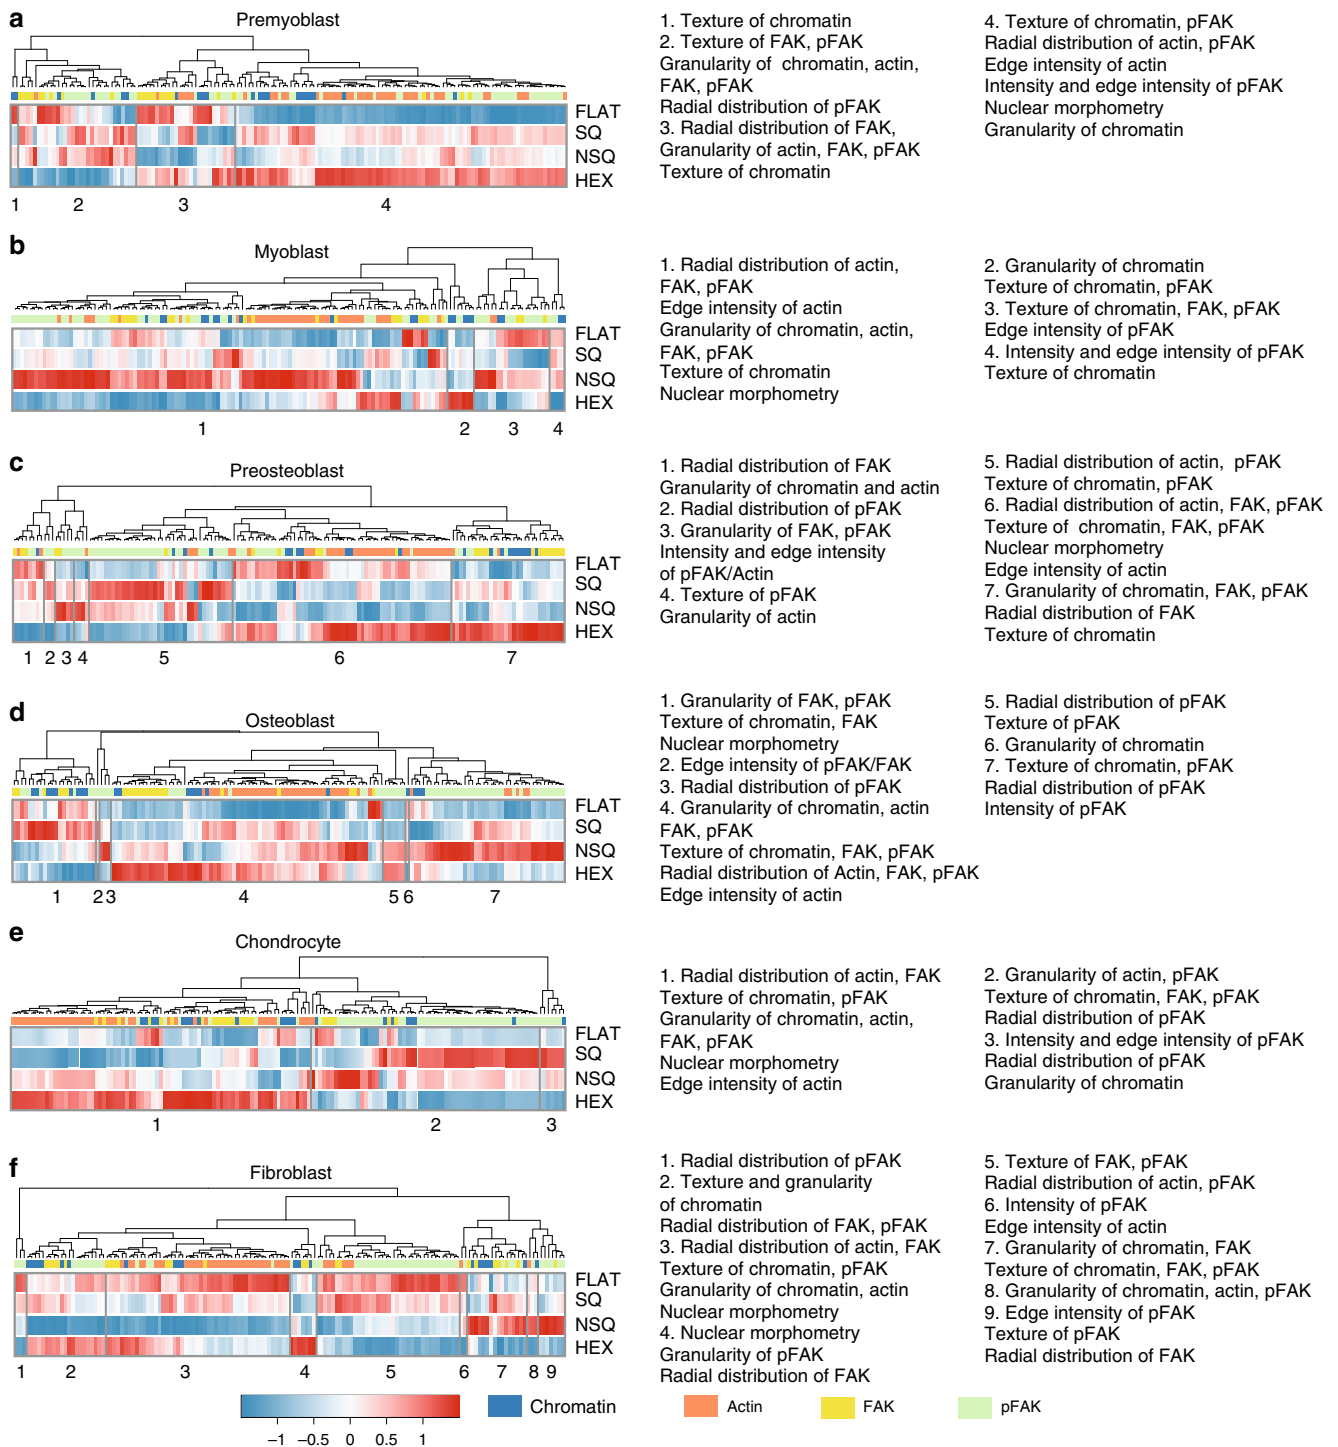 a
Premyoblast
FLAT
SQ
NSQ
HEX
1 2 3 4
1. Texture of chromatin
2. Texture of FAK, pFAK
Granularity of chromatin, actin,
FAK, pFAK
Radial distribution of pFAK
3. Radial distribution of FAK,
Granularity of actin, FAK, pFAK
Texture of chromatin
4. Texture of chromatin, pFAK
Radial distribution of actin, pFAK
Edge intensity of actin
Intensity and edge intensity of pFAK
Nuclear morphometry
Granularity of chromatin
b
Myoblast
FLAT
SQ
NSQ
HEX
1 2 3 4
1. Radial distribution of actin,
FAK, pFAK
Edge intensity of actin
Granularity of chromatin, actin,
FAK, pFAK
Texture of chromatin
Nuclear morphometry
2. Granularity of chromatin
Texture of chromatin, pFAK
3. Texture of chromatin, FAK, pFAK
Edge intensity of pFAK
4. Intensity and edge intensity of pFAK
Texture of chromatin
c
Preosteoblast
FLAT
SQ
NSQ
HEX
1 2 3 4 5 6 7
1. Radial distribution of FAK
Granularity of chromatin and actin
2. Radial distribution of pFAK
3. Granularity of FAK, pFAK
Intensity and edge intensity
of pFAK/Actin
4. Texture of pFAK
Granularity of actin
5. Radial distribution of actin, pFAK
Texture of chromatin, pFAK
6. Radial distribution of actin, FAK, pFAK
Texture of chromatin, FAK, pFAK
Nuclear morphometry
Edge intensity of actin
7. Granularity of chromatin, FAK, pFAK
Radial distribution of FAK
Texture of chromatin
d
Osteoblast
FLAT
SQ
NSQ
HEX
1 2 3 4 5 6 7
1. Granularity of FAK, pFAK
Texture of chromatin, FAK
Nuclear morphometry
2. Edge intensity of pFAK/FAK
3. Radial distribution of pFAK
4. Granularity of chromatin, actin
FAK, pFAK
Texture of chromatin, FAK, pFAK
Radial distribution of Actin, FAK, pFAK
Edge intensity of actin
5. Radial distribution of pFAK
Texture of pFAK
6. Granularity of chromatin
7. Texture of chromatin, pFAK
Radial distribution of pFAK
Intensity of pFAK
e
Chondrocyte
FLAT
SQ
NSQ
HEX
1 2 3
1. Radial distribution of actin, FAK
Texture of chromatin, pFAK
Granularity of chromatin, actin,
FAK, pFAK
Nuclear morphometry
Edge intensity of actin
2. Granularity of actin, pFAK
Texture of chromatin, FAK, pFAK
Radial distribution of pFAK
3. Intensity and edge intensity of pFAK
Radial distribution of pFAK
Granularity of chromatin
f
Fibroblast
FLAT
SQ
NSQ
HEX
1 2 3 4 5 6 7 8 9
1. Radial distribution of pFAK
2. Texture and granularity
of chromatin
Radial distribution of FAK, pFAK
3. Radial distribution of actin, FAK
Texture of chromatin, pFAK
Granularity of chromatin, actin
Nuclear morphometry
4. Nuclear morphometry
Granularity of pFAK
Radial distribution of FAK
5. Texture of FAK, pFAK
Radial distribution of actin, pFAK
6. Intensity of pFAK
Edge intensity of actin
7. Granularity of chromatin, FAK
Texture of chromatin, FAK, pFAK
8. Granularity of chromatin, actin, pFAK
9. Edge intensity of pFAK
Texture of pFAK
Radial distribution of FAK
−1 −0.5 0 0.5 1
Chromatin Actin FAK pFAK